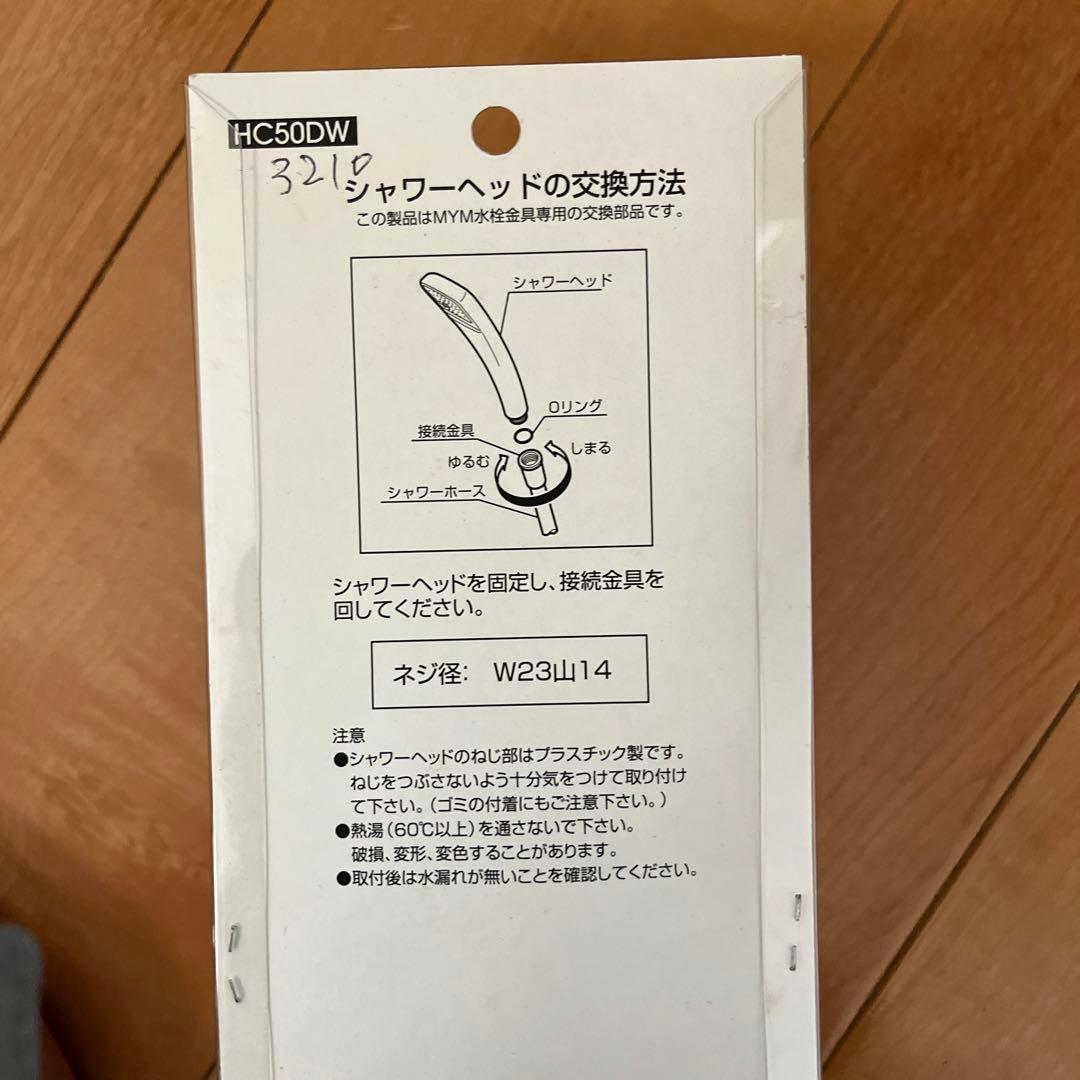 HC50DW
3210
シャワーヘッドの交換方法
この製品はMYM水栓金具専用の交換部品です。
シャワーヘッド
Oリング
接続金具
しまる
ゆるむ
シャワーホース
シャワーヘッドを固定し、接続金具を
回してください。
ネジ径: W23山14
注意
●シャワーヘッドのねじ部はプラスチック製です。
ねじをつぶさないよう十分気をつけて取り付け
て下さい。(ゴミの付着にもご注意下さい。)
●熱湯(60℃以上)を通さないで下さい。
破損、変形、変色することがあります。
●取付後は水漏れが無いことを確認してください。